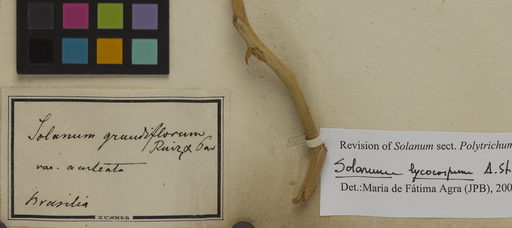 Solanum grandiflorum
Ruiz & Pav
var. aculeata
brasilia
KUMMER
Revision of Solanum sect. Polytrichum
Solanum lycocarpum A. St.
Det.:Maria de Fátima Agra (JPB), 200